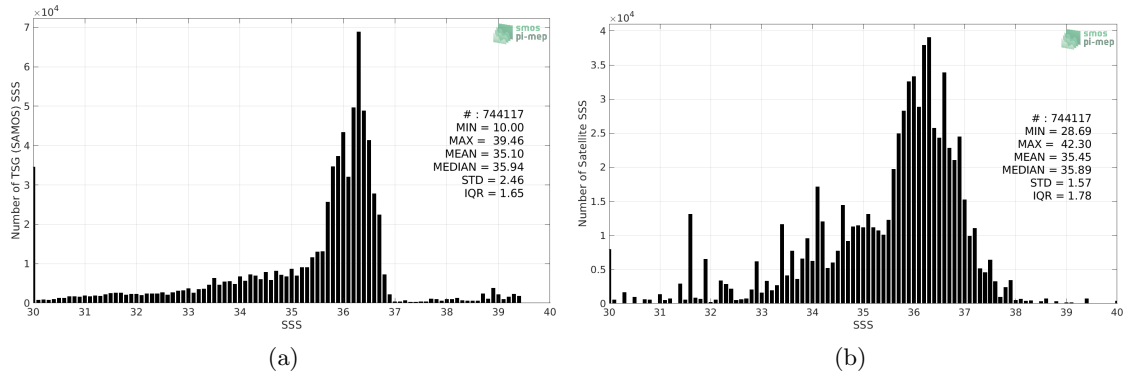 ×10⁴
7
6
5
4
3
2
1
0
Number of TSG (SAMOS) SSS
smos
pi-mep
# : 744117
MIN = 10.00
MAX = 39.46
MEAN = 35.10
MEDIAN = 35.94
STD = 2.46
IQR = 1.65
30 31 32 33 34 35 36 37 38 39 40
SSS
(a)
×10⁴
4
3.5
3
2.5
2
1.5
1
0.5
0
Number of Satellite SSS
smos
pi-mep
# : 744117
MIN = 28.69
MAX = 42.30
MEAN = 35.45
MEDIAN = 35.89
STD = 1.57
IQR = 1.78
30 31 32 33 34 35 36 37 38 39 40
SSS
(b)